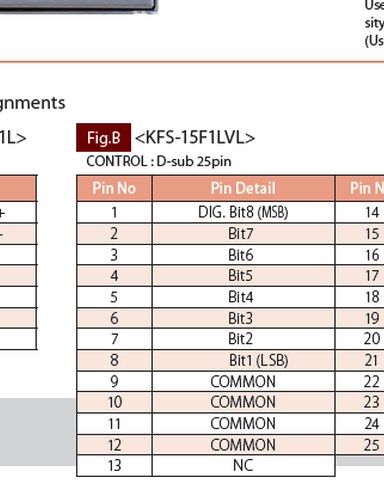 Use
sity
(Us
gnments
1L>
Fig.B <KFS-15F1LVL>
CONTROL : D-sub 25pin
Pin No Pin Detail Pin N
+ 1 DIG. Bit8 (MSB) 14
- 2 Bit7 15
3 Bit6 16
4 Bit5 17
5 Bit4 18
6 Bit3 19
7 Bit2 20
8 Bit1 (LSB) 21
9 COMMON 22
10 COMMON 23
11 COMMON 24
12 COMMON 25
13 NC